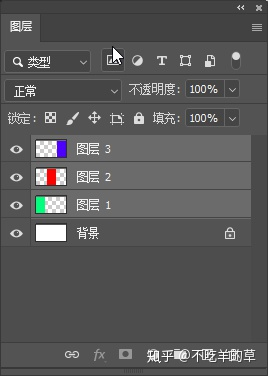 图层
类型
正常 不透明度: 100%
锁定: 填充: 100%
图层 3
图层 2
图层 1
背景
fx
知乎 @不吃羊的草